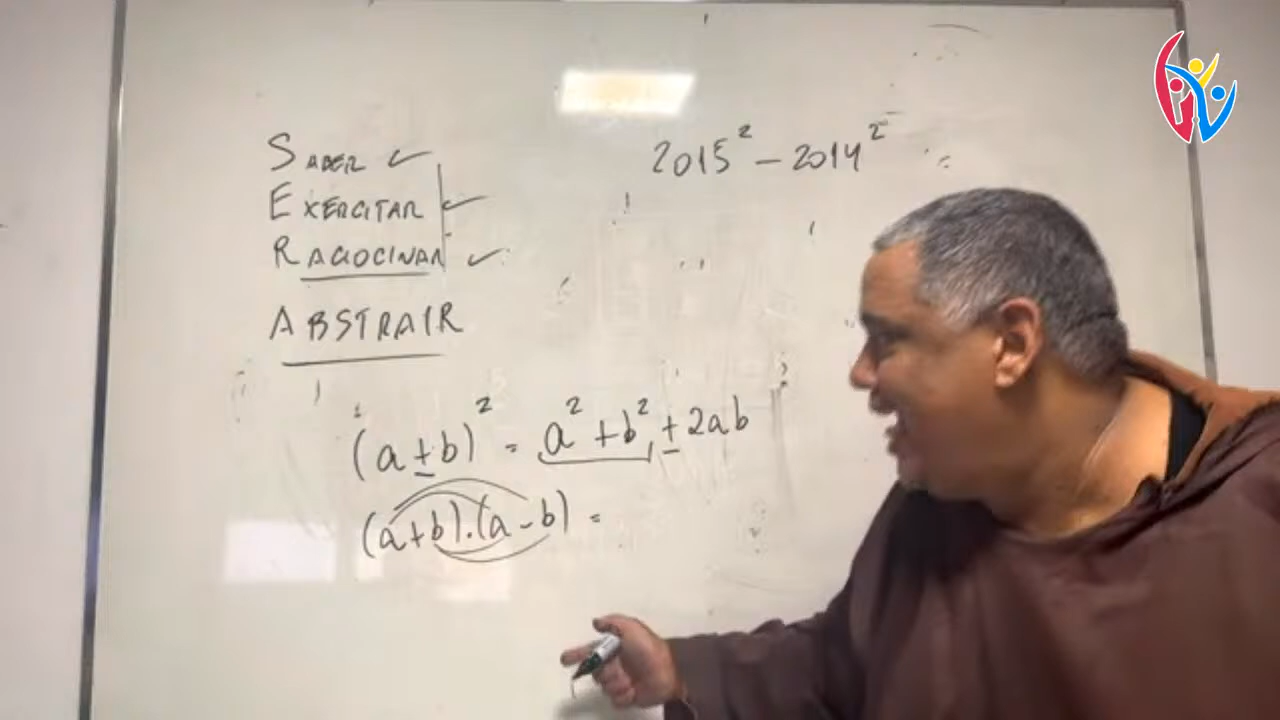 SABER
EXERCITAR
RACIOCINAR
ABSTRAIR
2015² - 2014²
(a ± b)² = a² + b² ± 2ab
(a+b).(a-b) =